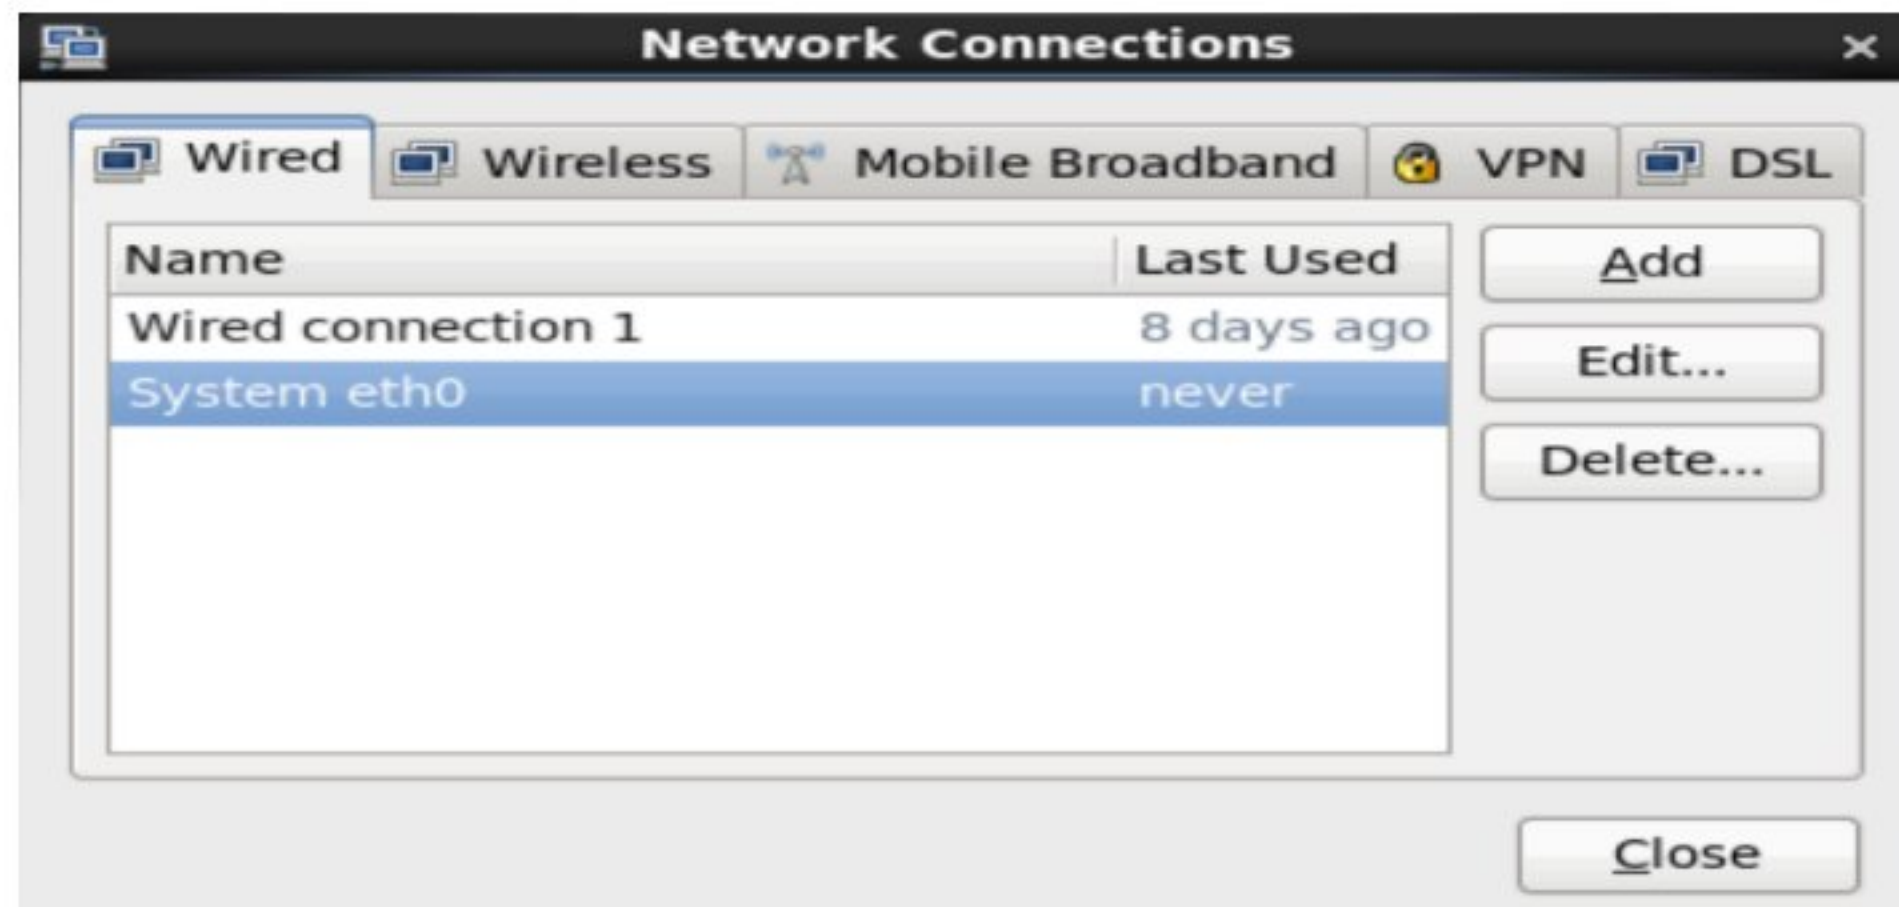 Network Connections
Wired Wireless Mobile Broadband VPN DSL
Name Last Used
Wired connection 1 8 days ago
System eth0 never
Add
Edit...
Delete...
Close